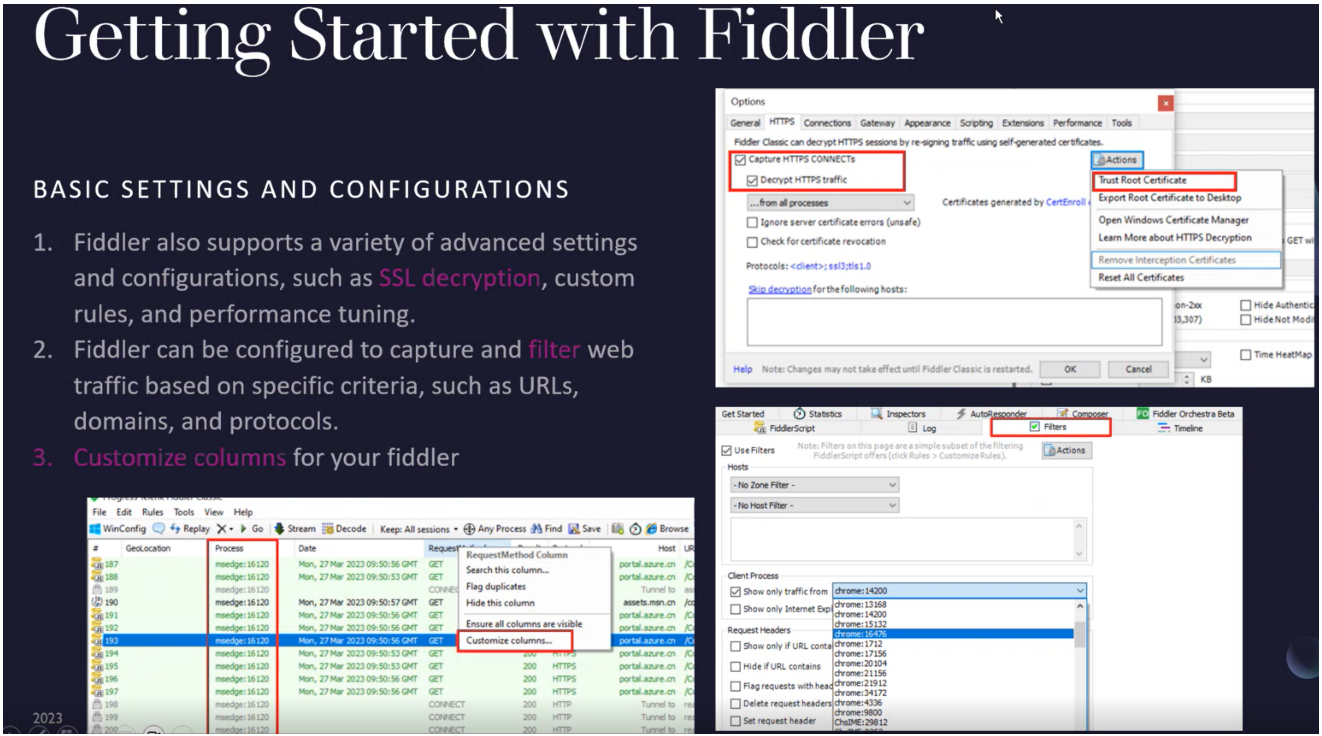 Getting Started with Fiddler
BASIC SETTINGS AND CONFIGURATIONS
1. Fiddler also supports a variety of advanced settings
and configurations, such as SSL decryption, custom
rules, and performance tuning.
2. Fiddler can be configured to capture and filter web
traffic based on specific criteria, such as URLs,
domains, and protocols.
3. Customize columns for your fiddler
Options
General HTTPS Connections Gateway Appearance Scripting Extensions Performance Tools
Fiddler Classic can decrypt HTTPS sessions by re-signing traffic using self-generated certificates.
Capture HTTPS CONNECTs
Actions
Decrypt HTTPS traffic
Trust Root Certificate
...from all processes
Certificates generated by CertEnroll
Export Root Certificate to Desktop
Ignore server certificate errors (unsafe)
Open Windows Certificate Manager
Check for certificate revocation
Learn More about HTTPS Decryption
GET
Protocols: <client>;ssl3;tls1.0
Remove Interception Certificates
Reset All Certificates
Skip decryption for the following hosts:
on-2xx
Hide Authentic
3,307)
Hide Not Modi
Time HeatMap
Help Note: Changes may not take effect until Fiddler Classic is restarted. OK Cancel
KB
Get Started Statistics Inspectors AutoResponder Composer FO Fiddler Orchestra Beta
FiddlerScript Log Filters Timeline
Use Filters
Note: Filters on this page are a simple subset of the filtering
FiddlerScript offers (click Rules > Customize Rules).
Actions
Hosts
- No Zone Filter -
- No Host Filter -
Client Process
Show only traffic from chrome:14200
Show only Internet Exp
chrome:13168
chrome:14200
chrome:15132
Request Headers
chrome:16476
Show only if URL conta
chrome:1712
chrome:17156
Hide if URL contains
chrome:20104
chrome:21156
Flag requests with head
chrome:21912
chrome:34172
Delete request headers
chrome:4336
chrome:9800
Set request header
ChsIME:29812
Progress Telerik Fiddler Classic
File Edit Rules Tools View Help
WinConfig Replay Go Stream Decode Keep: All sessions Any Process Find Save Browse
# GeoLocation Process Date Host UR
RequestMethod Column
Search this column...
Flag duplicates
Hide this column
Ensure all columns are visible
Customize columns...
187 msedge:16120 Mon, 27 Mar 2023 09:50:56 GMT GET portal.azure.cn
188 msedge:16120 Mon, 27 Mar 2023 09:50:53 GMT GET portal.azure.cn
189 msedge:16120 CONNEC Tunnel to
190 msedge:16120 Mon, 27 Mar 2023 09:50:57 GMT GET assets.msn.cn
191 msedge:16120 Mon, 27 Mar 2023 09:50:56 GMT GET portal.azure.cn
192 msedge:16120 Mon, 27 Mar 2023 09:50:56 GMT GET portal.azure.cn
193 msedge:16120 Mon, 27 Mar 2023 09:50:56 GMT GET portal.azure.cn
194 msedge:16120 Mon, 27 Mar 2023 09:50:53 GMT GET 200 HTTPS portal.azure.cn
195 msedge:16120 Mon, 27 Mar 2023 09:50:53 GMT GET 200 HTTPS portal.azure.cn
196 msedge:16120 Mon, 27 Mar 2023 09:50:56 GMT GET 200 HTTPS portal.azure.cn
197 msedge:16120 Mon, 27 Mar 2023 09:50:56 GMT GET 200 HTTPS portal.azure.cn
198 msedge:16120 CONNECT 200 HTTP Tunnel to
199 msedge:16120 CONNECT 200 HTTP Tunnel to
200 msedge:16120 CONNECT 200 HTTP Tunnel to
2023